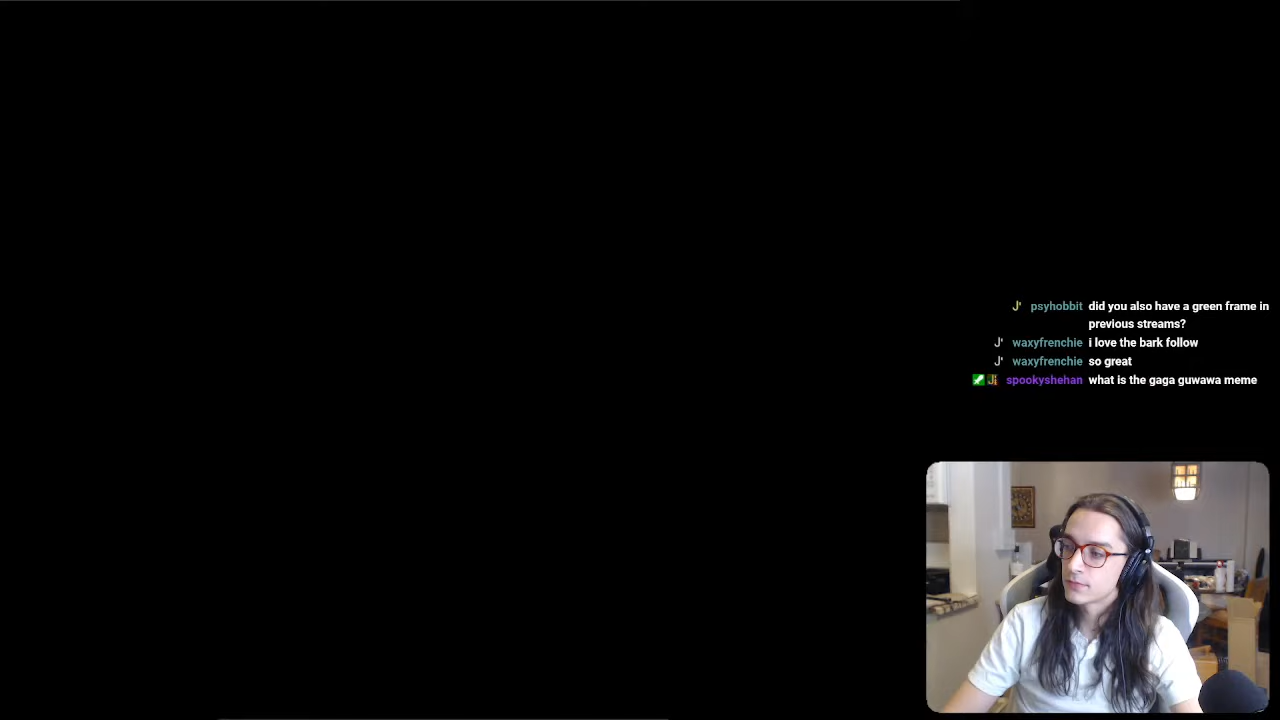 psyhobbit did you also have a green frame in
previous streams?
waxyfrenchie i love the bark follow
waxyfrenchie so great
spookyshehan what is the gaga guwawa meme